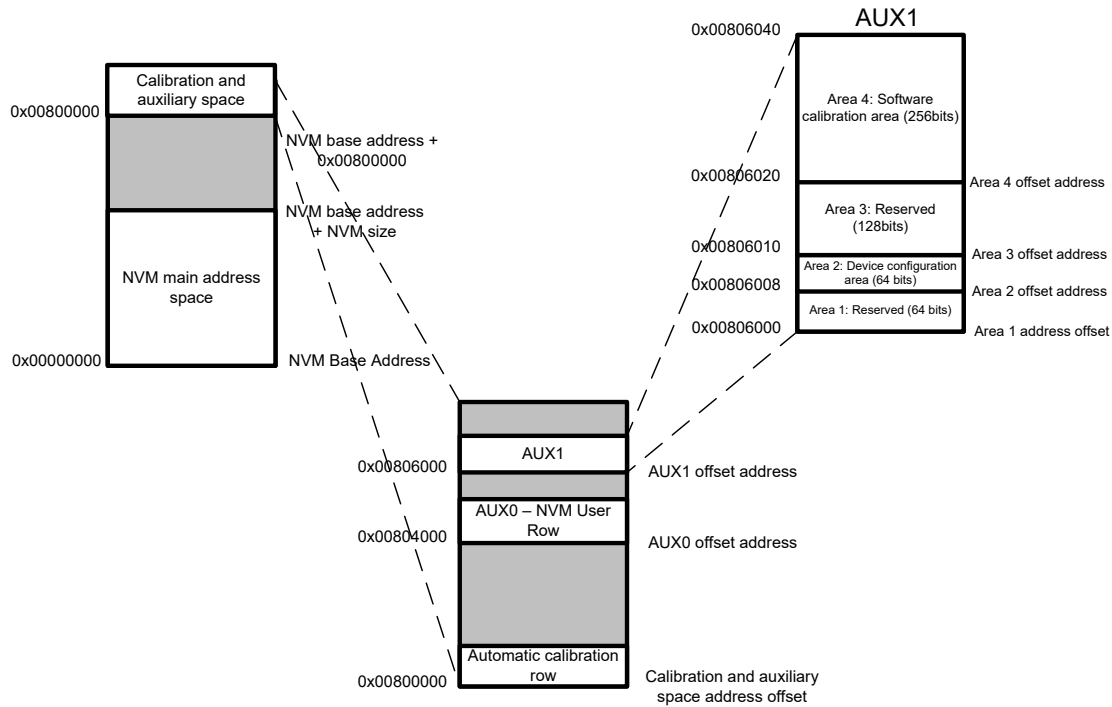 AUX1
0x00806040
Calibration and
auxiliary space
0x00800000
Area 4: Software
calibration area (256bits)
NVM base address +
0x00800000
0x00806020
Area 4 offset address
NVM base address
+ NVM size
Area 3: Reserved
(128bits)
0x00806010
Area 3 offset address
NVM main address
space
Area 2: Device configuration
area (64 bits)
0x00806008
Area 2 offset address
Area 1: Reserved (64 bits)
0x00806000
Area 1 address offset
0x00000000
NVM Base Address
AUX1
0x00806000
AUX1 offset address
AUX0 – NVM User
Row
0x00804000
AUX0 offset address
Automatic calibration
row
0x00800000
Calibration and auxiliary
space address offset